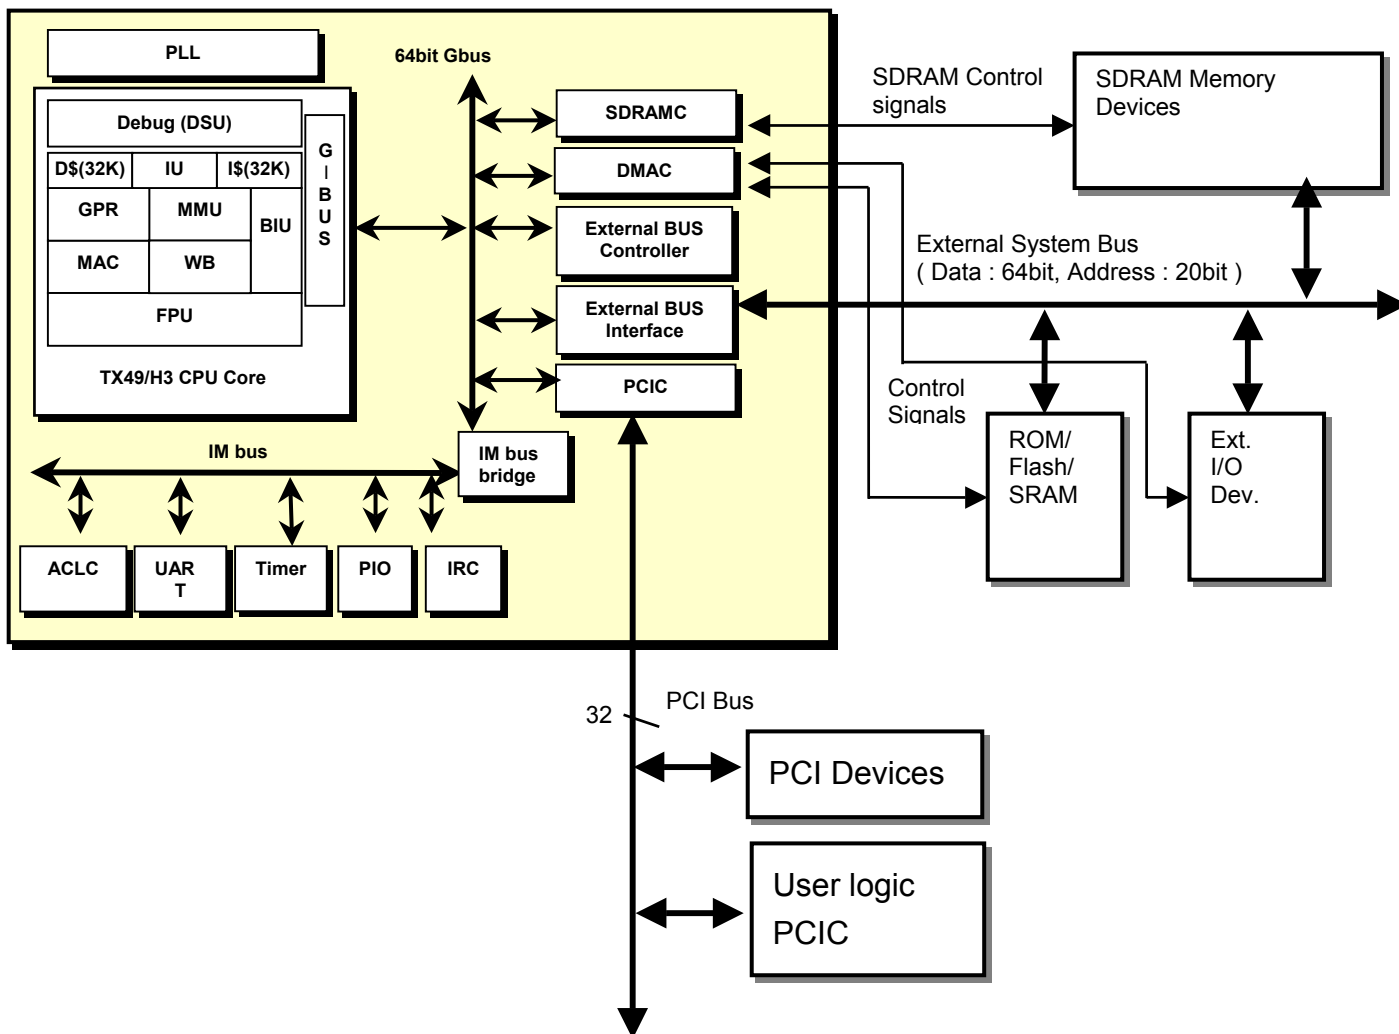 PLL
64bit Gbus
Debug (DSU)
D$(32K)
IU
I$(32K)
GPR
MMU
BIU
MAC
WB
FPU
G
I
B
U
S
TX49/H3 CPU Core
SDRAMC
DMAC
External BUS
Controller
External BUS
Interface
PCIC
IM bus
IM bus
bridge
ACLC
UAR
T
Timer
PIO
IRC
SDRAM Control
signals
SDRAM Memory
Devices
External System Bus
( Data : 64bit, Address : 20bit )
Control
Signals
ROM/
Flash/
SRAM
Ext.
I/O
Dev.
32
PCI Bus
PCI Devices
User logic
PCIC